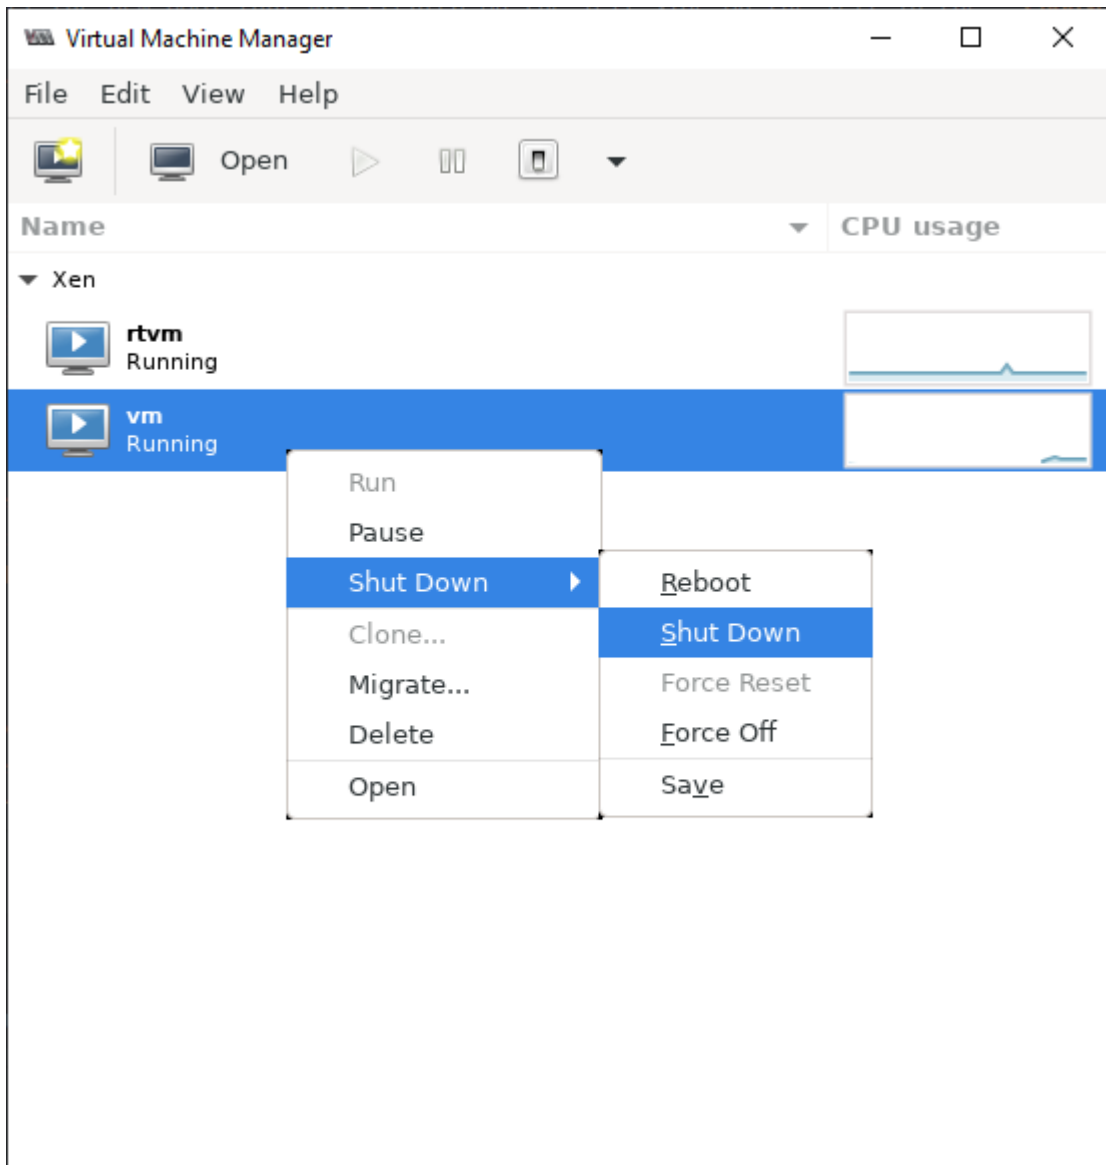 Virtual Machine Manager
File Edit View Help
Open
Name CPU usage
Xen
rtvm
Running
vm
Running
Run
Pause
Shut Down
Clone...
Migrate...
Delete
Open
Reboot
Shut Down
Force Reset
Force Off
Save